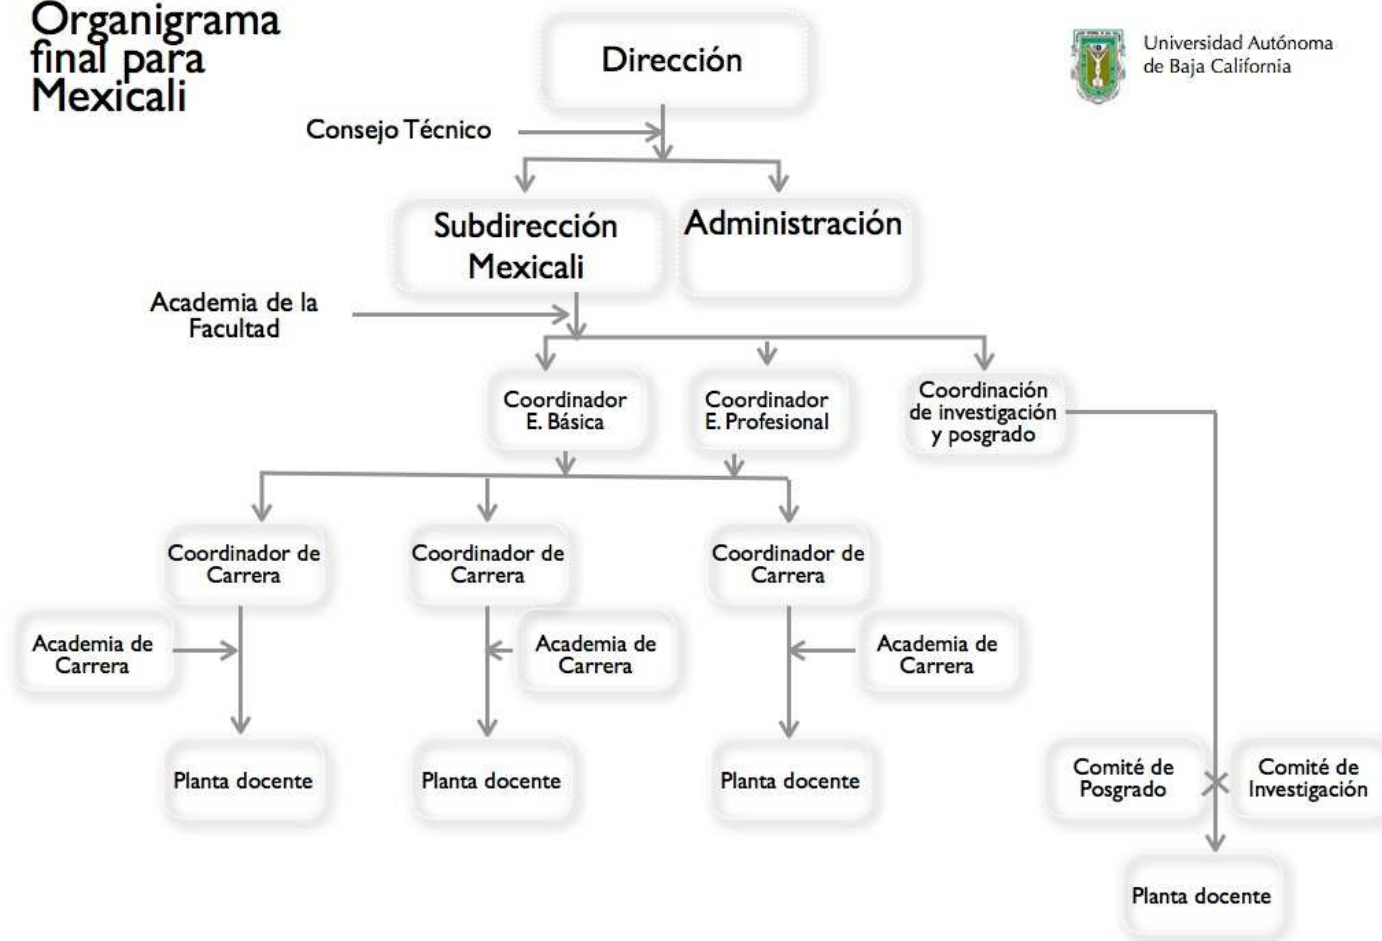 Organigrama
final para
Mexicali
Dirección
Universidad Autónoma
de Baja California
Consejo Técnico
Subdirección
Mexicali
Administración
Academia de la
Facultad
Coordinador
E. Básica
Coordinador
E. Profesional
Coordinación
de investigación
y posgrado
Coordinador de
Carrera
Coordinador de
Carrera
Coordinador de
Carrera
Academia de
Carrera
Academia de
Carrera
Academia de
Carrera
Planta docente
Planta docente
Planta docente
Comité de
Posgrado
Comité de
Investigación
Planta docente